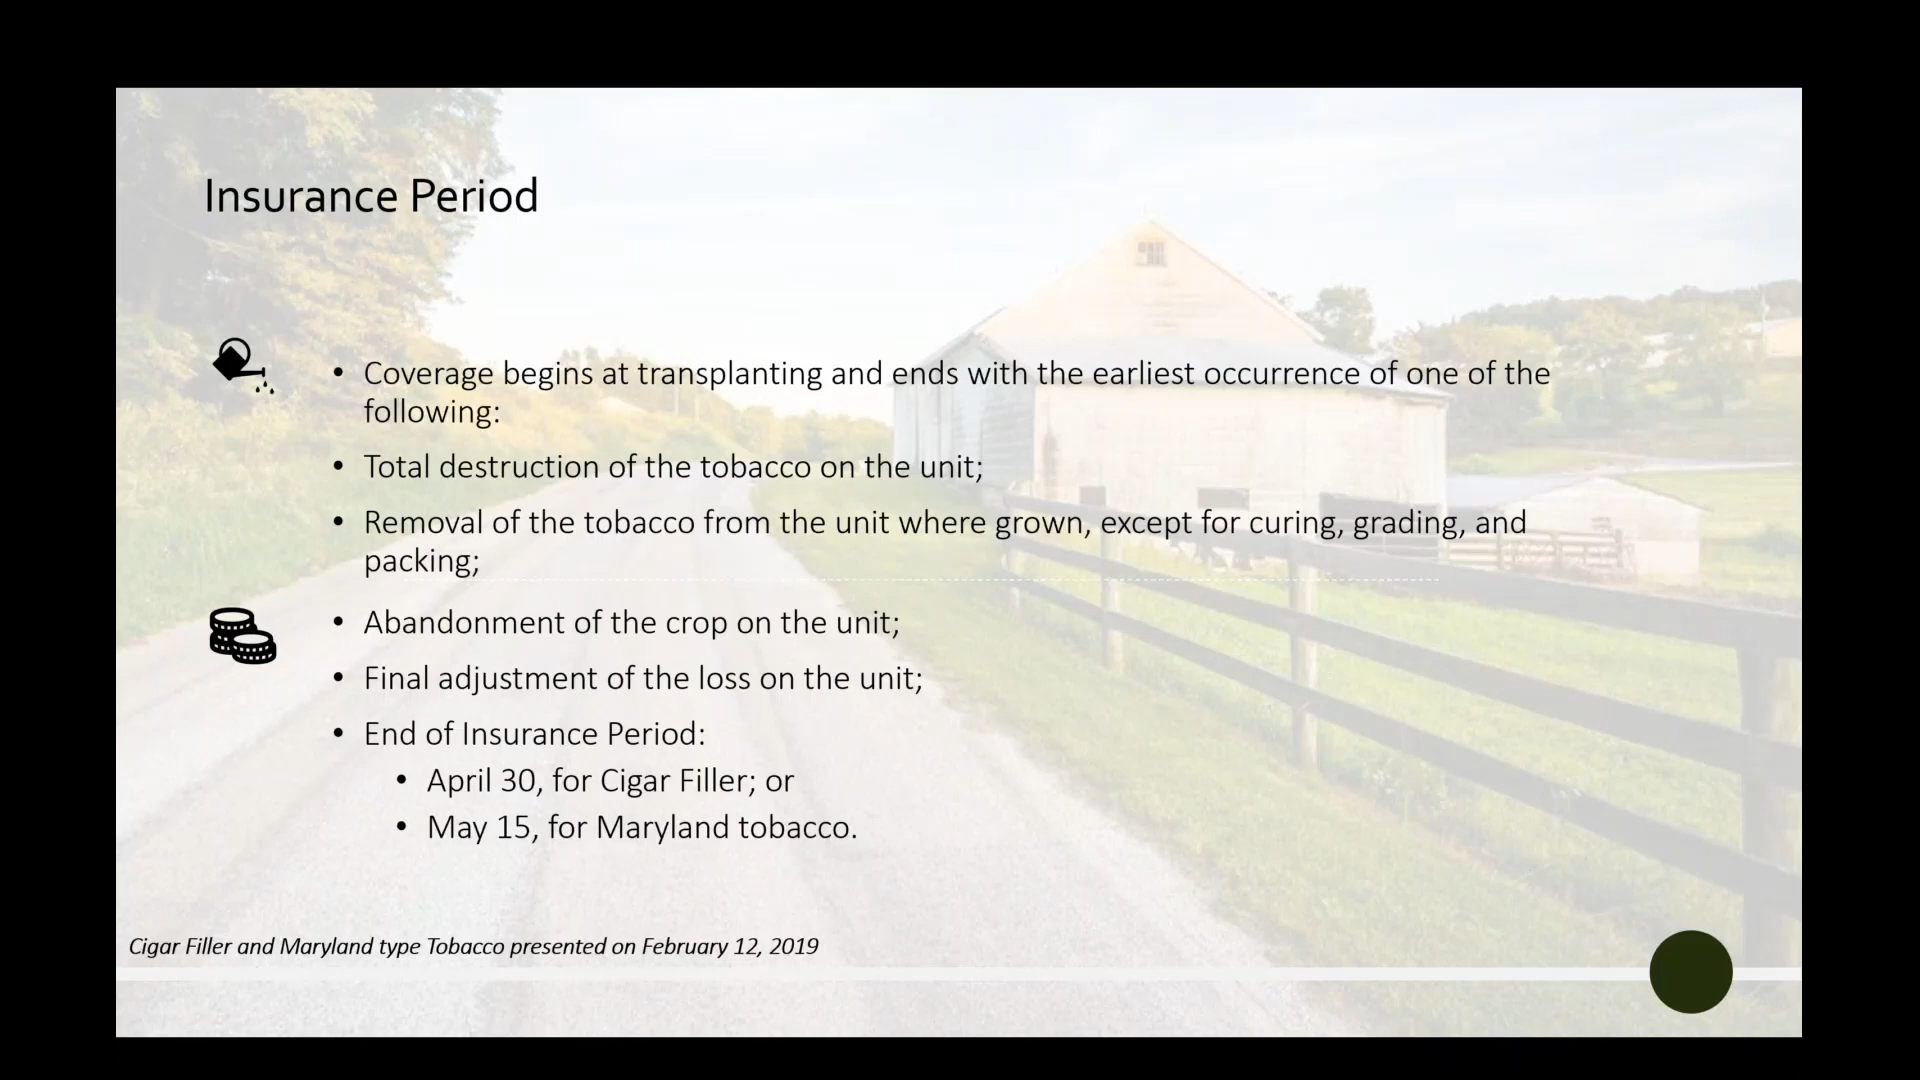 Insurance Period
• Coverage begins at transplanting and ends with the earliest occurrence of one of the
following:
• Total destruction of the tobacco on the unit;
• Removal of the tobacco from the unit where grown, except for curing, grading, and
packing;
• Abandonment of the crop on the unit;
• Final adjustment of the loss on the unit;
• End of Insurance Period:
• April 30, for Cigar Filler; or
• May 15, for Maryland tobacco.
Cigar Filler and Maryland type Tobacco presented on February 12, 2019